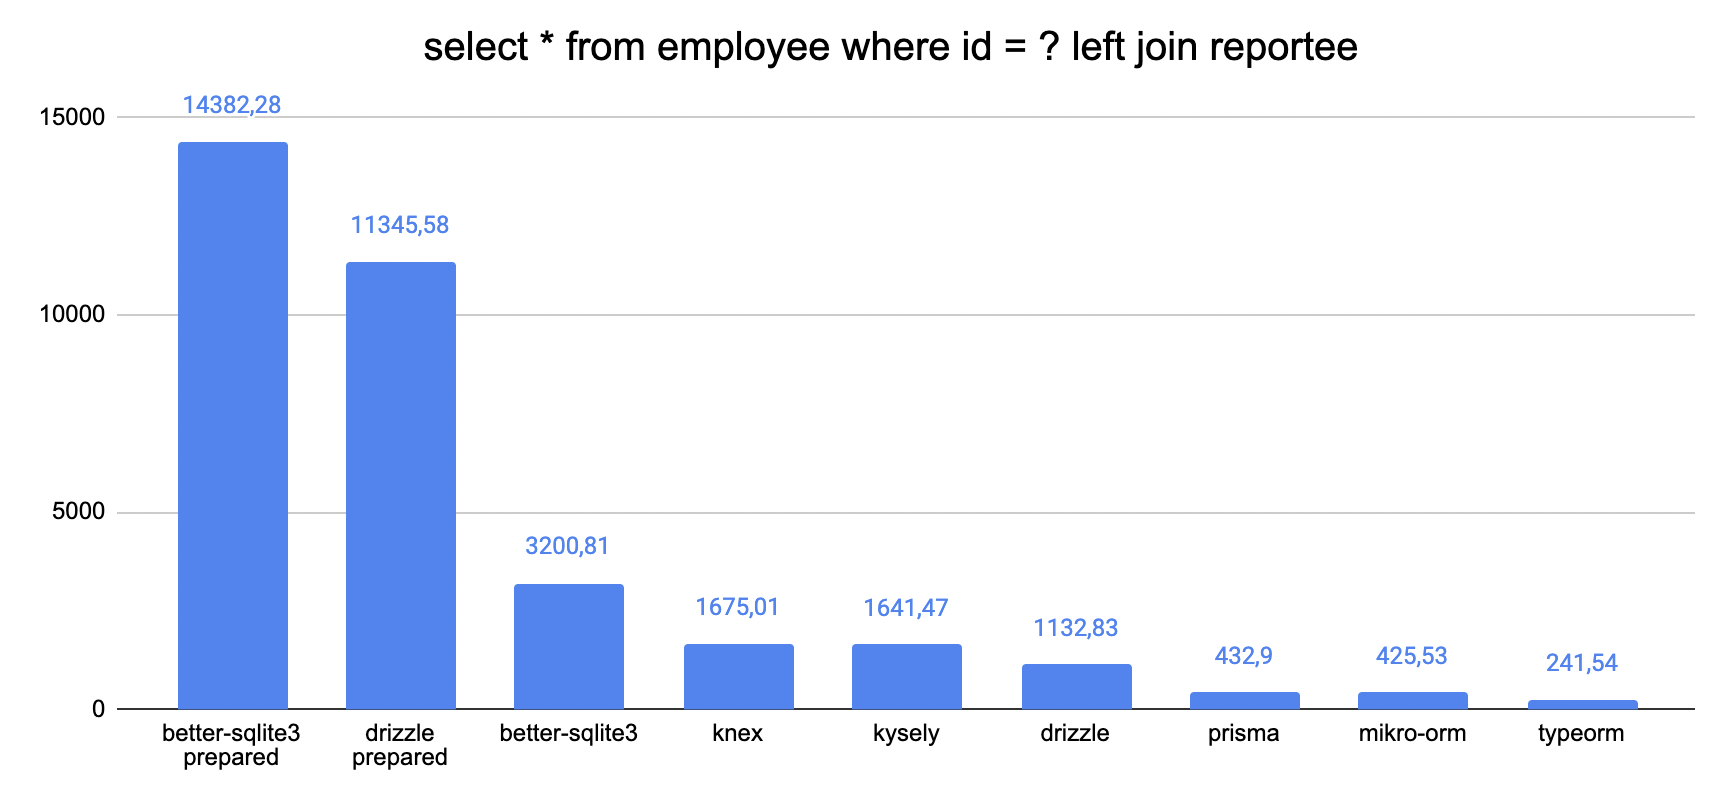 select * from employee where id = ? left join reportee
15000
10000
5000
0
14382,28
11345,58
3200,81
1675,01
1641,47
1132,83
432,9
425,53
241,54
better-sqlite3
prepared
drizzle
prepared
better-sqlite3
knex
kysely
drizzle
prisma
mikro-orm
typeorm